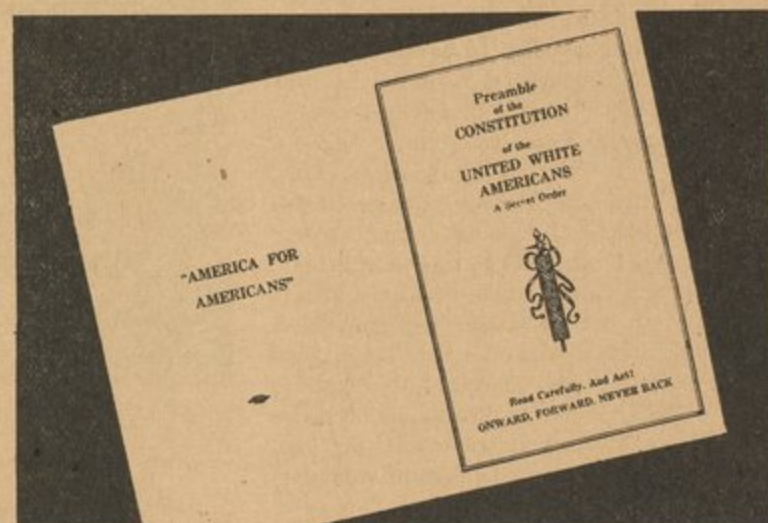 "AMERICA FOR
AMERICANS"
Preamble
of the
CONSTITUTION
of the
UNITED WHITE
AMERICANS
A Secret Order
Read Carefully, And Act!
ONWARD, FORWARD, NEVER BACK